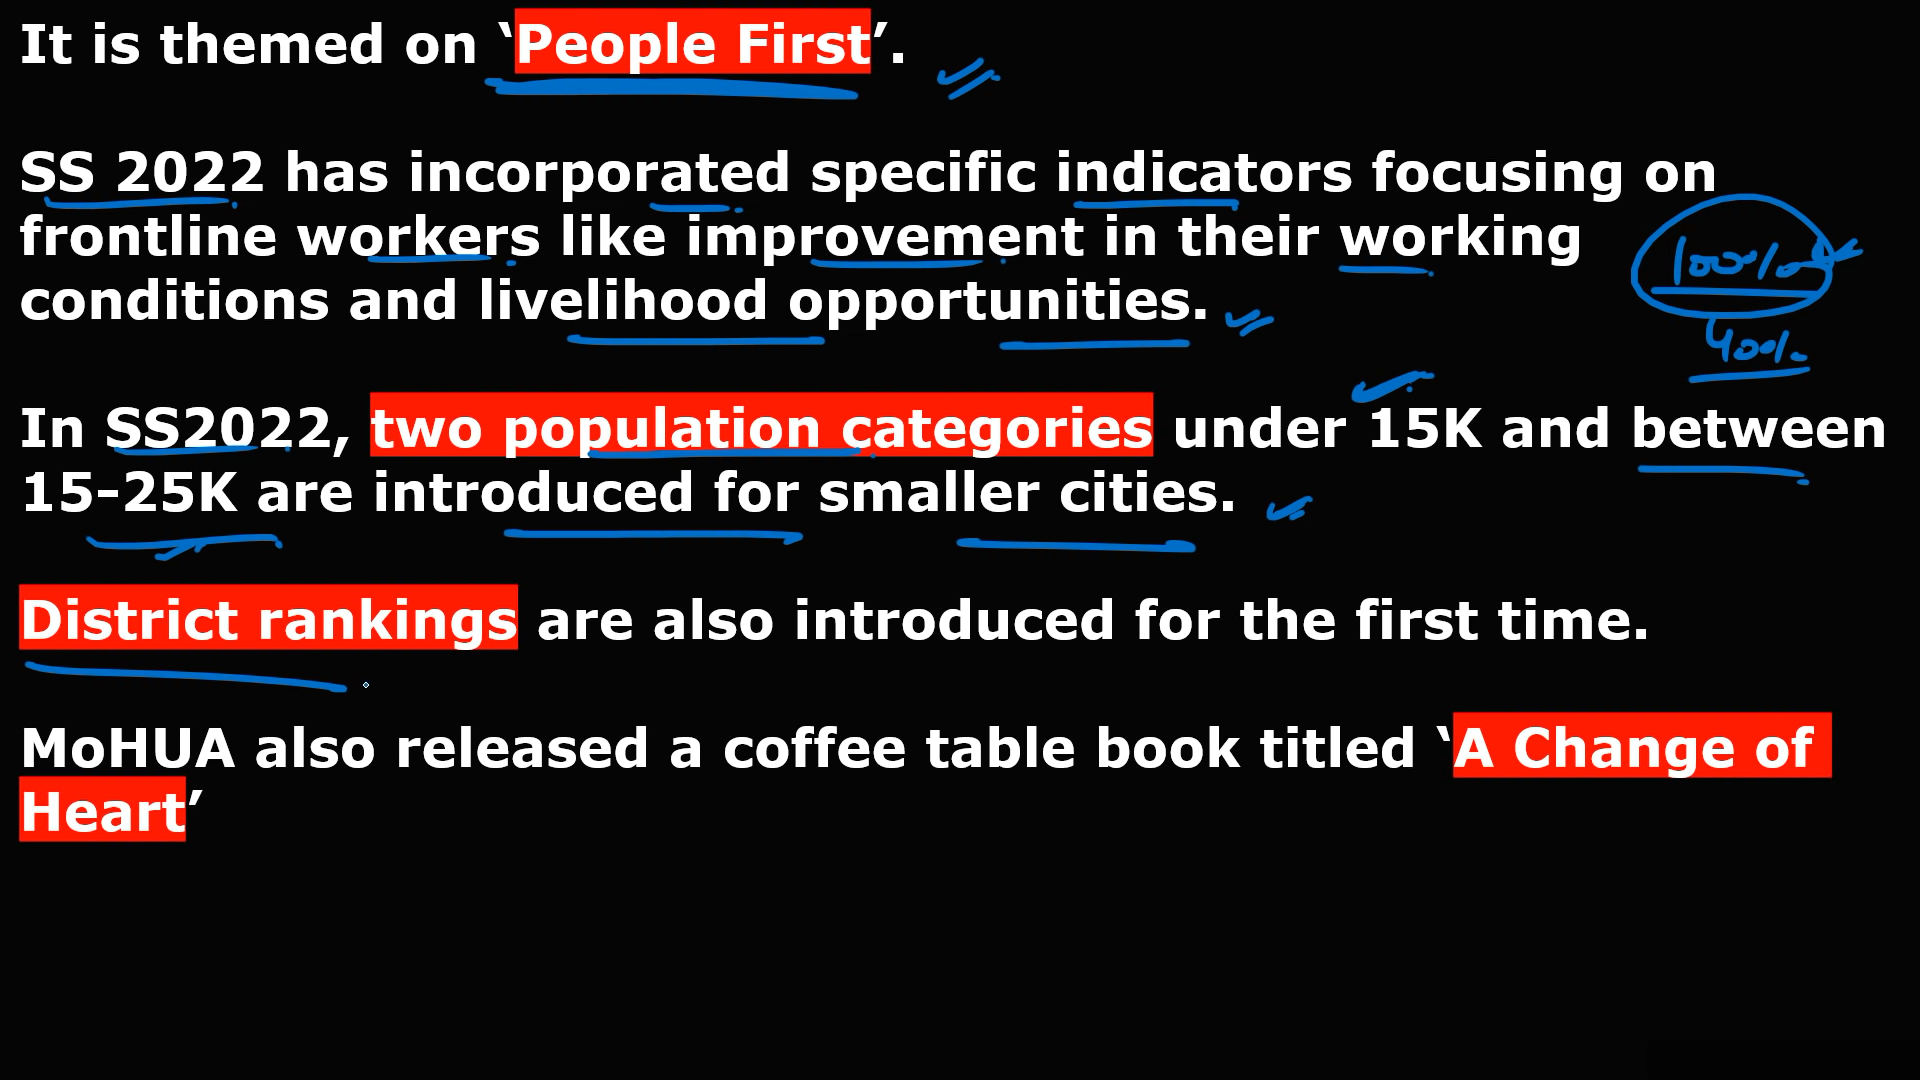 It is themed on ‘People First’.
SS 2022 has incorporated specific indicators focusing on
frontline workers like improvement in their working
conditions and livelihood opportunities.
100%
40%
In SS2022, two population categories under 15K and between
15-25K are introduced for smaller cities.
District rankings are also introduced for the first time.
MoHUA also released a coffee table book titled ‘A Change of
Heart’